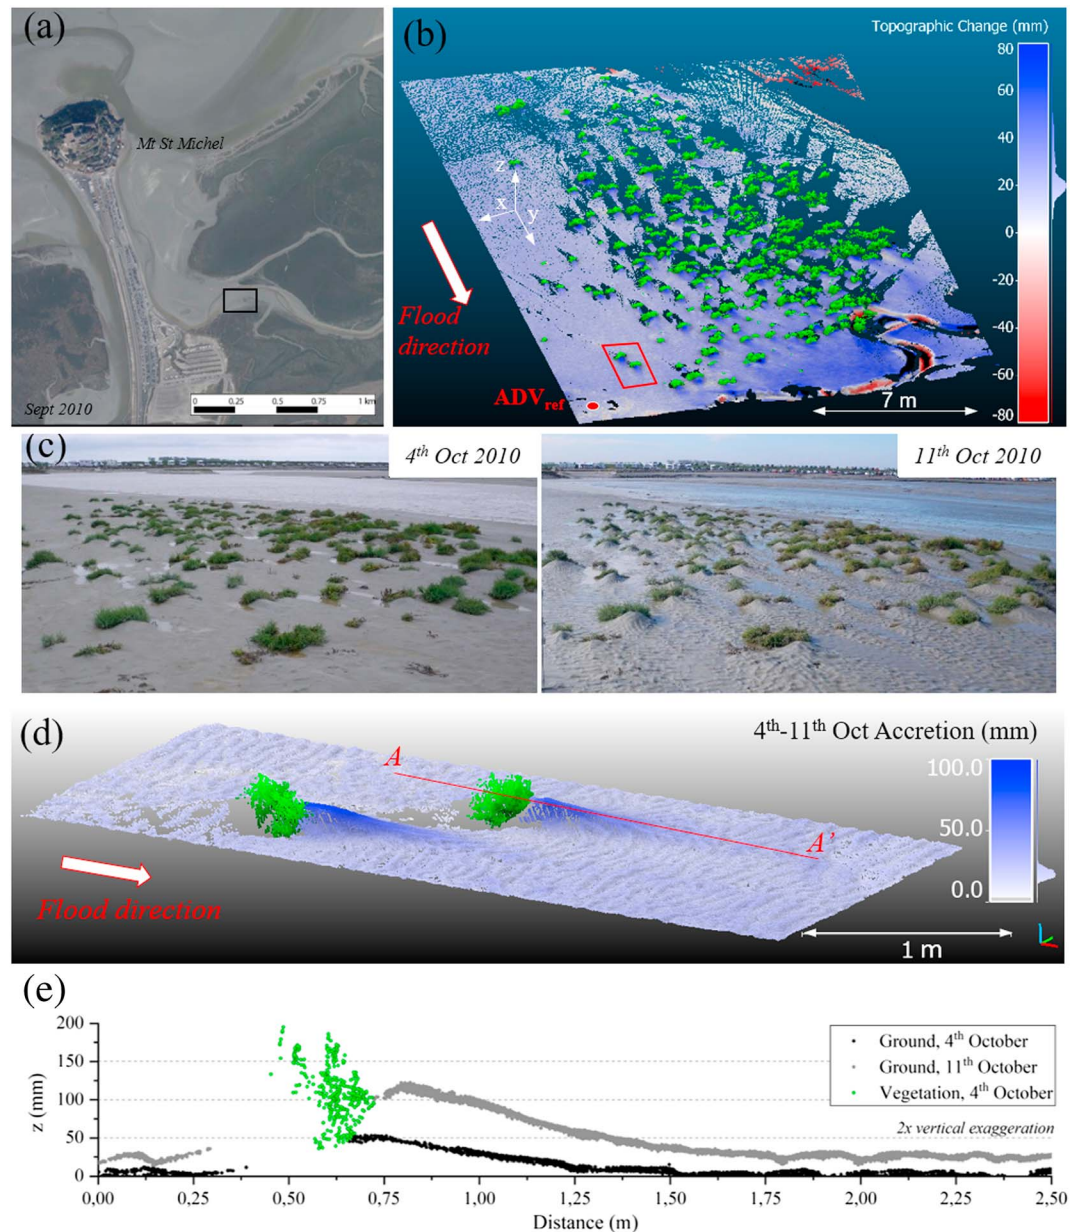 (a)
Mt St Michel
Sept 2010
0 0.25 0.5 0.75 1 km
(b)
Topographic Change (mm)
80
60
40
20
0
-20
-40
-60
-80
z
x
y
Flood
direction
ADVref
7 m
(c)
4th Oct 2010
11th Oct 2010
(d)
4th-11th Oct Accretion (mm)
100.0
50.0
0.0
A
A'
Flood direction
1 m
(e)
200
150
100
50
0
z (mm)
Ground, 4th October
Ground, 11th October
Vegetation, 4th October
2x vertical exaggeration
0,00 0,25 0,50 0,75 1,00 1,25 1,50 1,75 2,00 2,25 2,50
Distance (m)